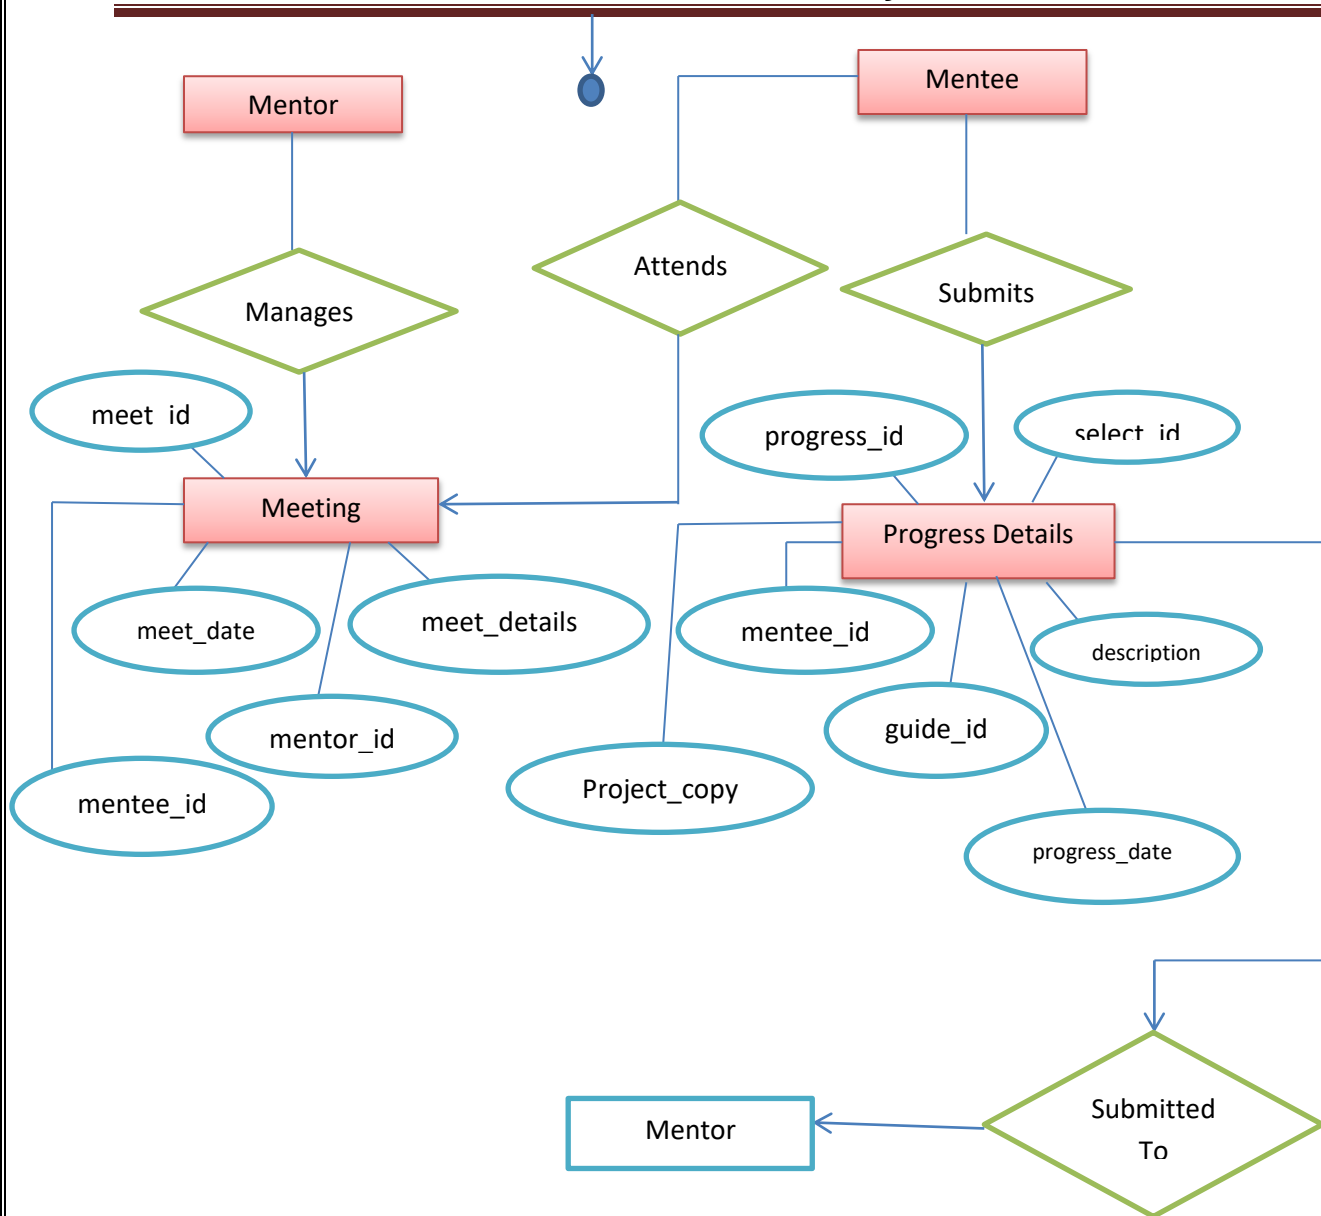 Mentor
Mentee
Attends
Manages
Submits
meet_id
progress_id
select_id
Meeting
Progress Details
meet_date
meet_details
mentee_id
description
mentor_id
guide_id
Project_copy
mentee_id
progress_date
Submitted
To
Mentor